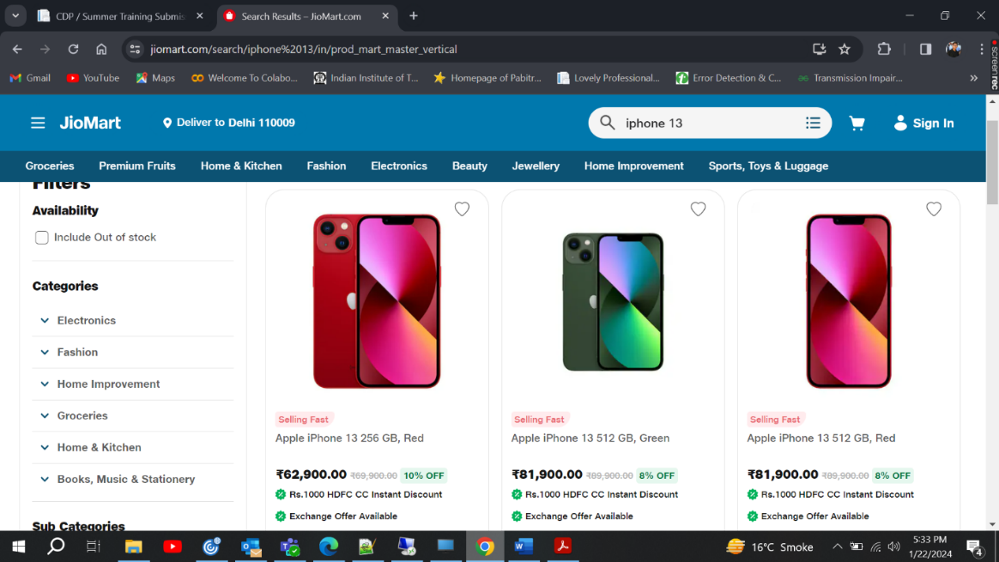 CDP / Summer Training Submis
Search Results – JioMart.com
jiomart.com/search/iphone%2013/in/prod_mart_master_vertical
Gmail
YouTube
Maps
Welcome To Colabo...
Indian Institute of T...
Homepage of Pabitr...
Lovely Professional...
Error Detection & C...
Transmission Impair...
screenrec
JioMart
Deliver to Delhi 110009
iphone 13
Sign In
Groceries
Premium Fruits
Home & Kitchen
Fashion
Electronics
Beauty
Jewellery
Home Improvement
Sports, Toys & Luggage
Filters
Availability
Include Out of stock
Categories
Electronics
Fashion
Home Improvement
Groceries
Home & Kitchen
Books, Music & Stationery
Sub Categories
Selling Fast
Apple iPhone 13 256 GB, Red
₹62,900.00 ₹69,900.00 10% OFF
Rs.1000 HDFC CC Instant Discount
Exchange Offer Available
Selling Fast
Apple iPhone 13 512 GB, Green
₹81,900.00 ₹89,900.00 8% OFF
Rs.1000 HDFC CC Instant Discount
Exchange Offer Available
Selling Fast
Apple iPhone 13 512 GB, Red
₹81,900.00 ₹89,900.00 8% OFF
Rs.1000 HDFC CC Instant Discount
Exchange Offer Available
16°C Smoke
5:33 PM
1/22/2024
4